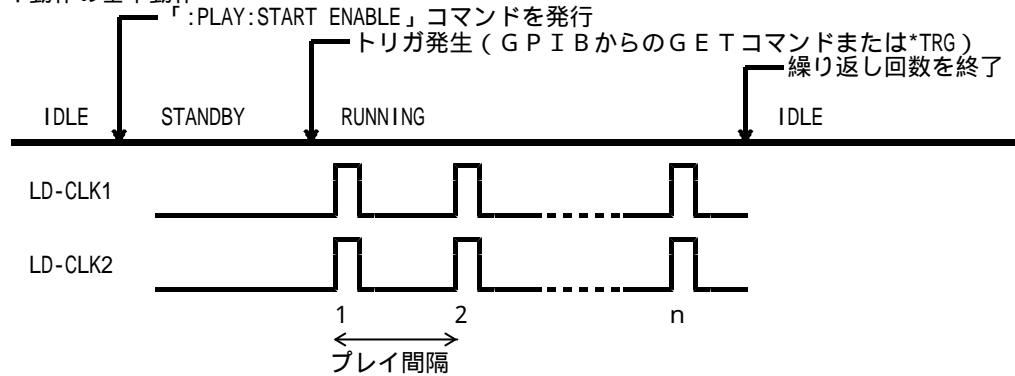 「:PLAY:START ENABLE」コマンドを発行
トリガ発生(GPIBからのGETコマンドまたは*TRG)
繰り返し回数を終了
IDLE STANDBY RUNNING IDLE
LD-CLK1
LD-CLK2
1 2 n
プレイ間隔